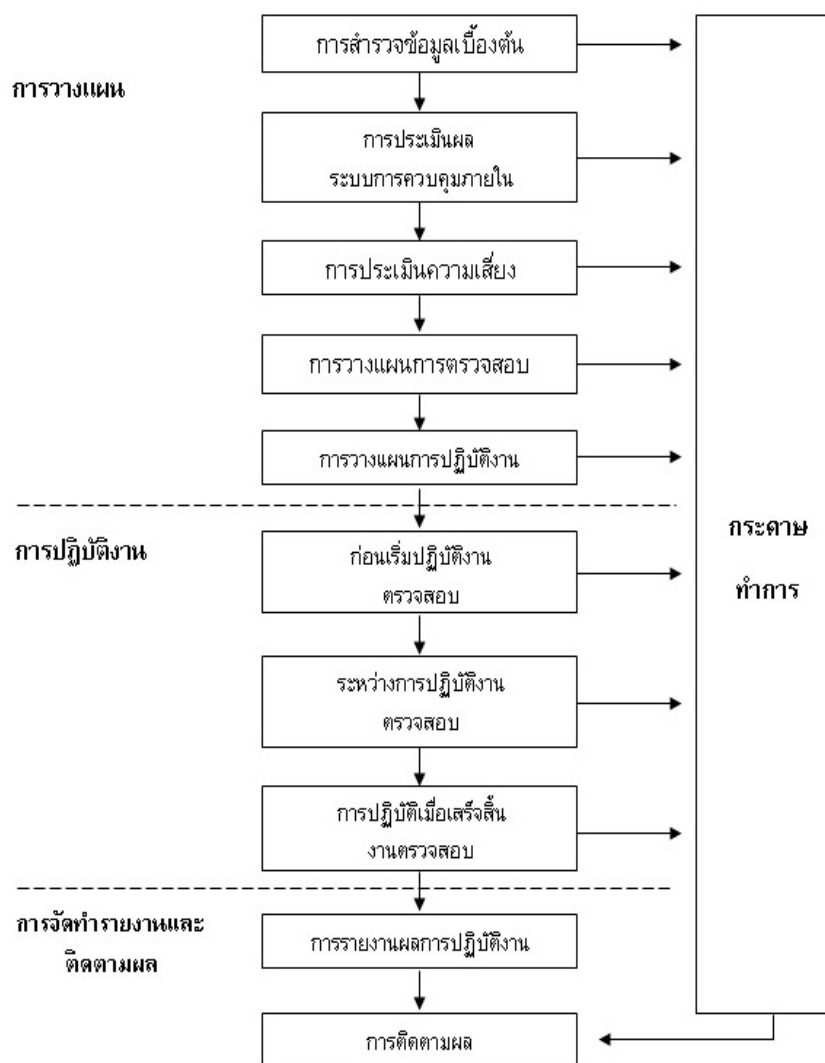 การสำรวจข้อมูลเบื้องต้น
การวางแผน
การประเมินผล
ระบบการควบคุมภายใน
การประเมินความเสี่ยง
การวางแผนการตรวจสอบ
การวางแผนการปฏิบัติงาน
การปฏิบัติงาน
ก่อนเริ่มปฏิบัติงาน
ตรวจสอบ
ระหว่างการปฏิบัติงาน
ตรวจสอบ
การปฏิบัติเมื่อเสร็จสิ้น
งานตรวจสอบ
การจัดทำรายงานและ
ติดตามผล
การรายงานผลการปฏิบัติงาน
การติดตามผล
กระดาษ
ทำการ